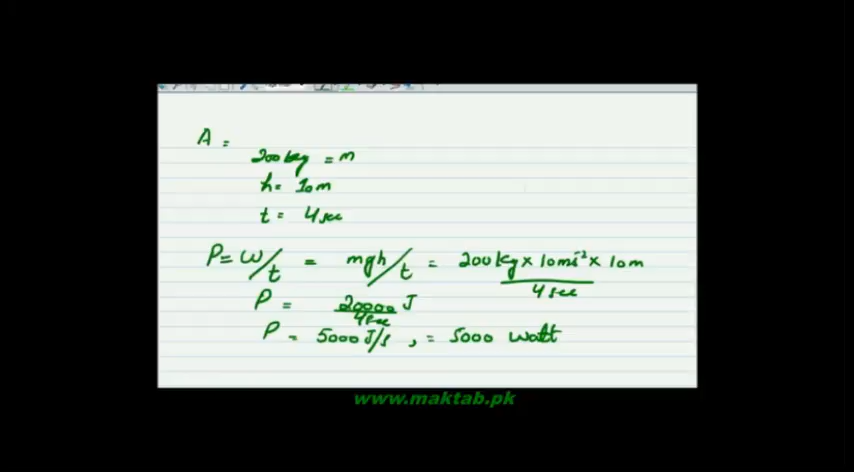 A =
200kg = m
h = 10m
t = 4sec
P = W/t = mgh/t = 200kg × 10ms⁻² × 10m / 4sec
P = 20000 J / 4sec
P = 5000 J/s, = 5000 watt
www.maktab.pk